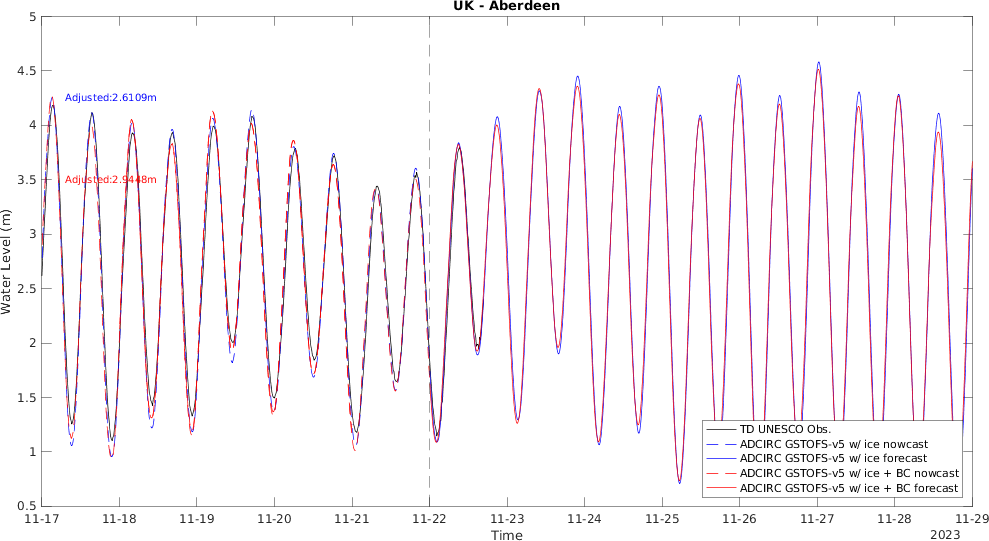 UK - Aberdeen
5
4.5
4
3.5
3
2.5
2
1.5
1
0.5
Water Level (m)
Adjusted:2.6109m
Adjusted:2.9448m
TD UNESCO Obs.
ADCIRC GSTOFS-v5 w/ ice nowcast
ADCIRC GSTOFS-v5 w/ ice forecast
ADCIRC GSTOFS-v5 w/ ice + BC nowcast
ADCIRC GSTOFS-v5 w/ ice + BC forecast
11-17 11-18 11-19 11-20 11-21 11-22 11-23 11-24 11-25 11-26 11-27 11-28 11-29
Time
2023